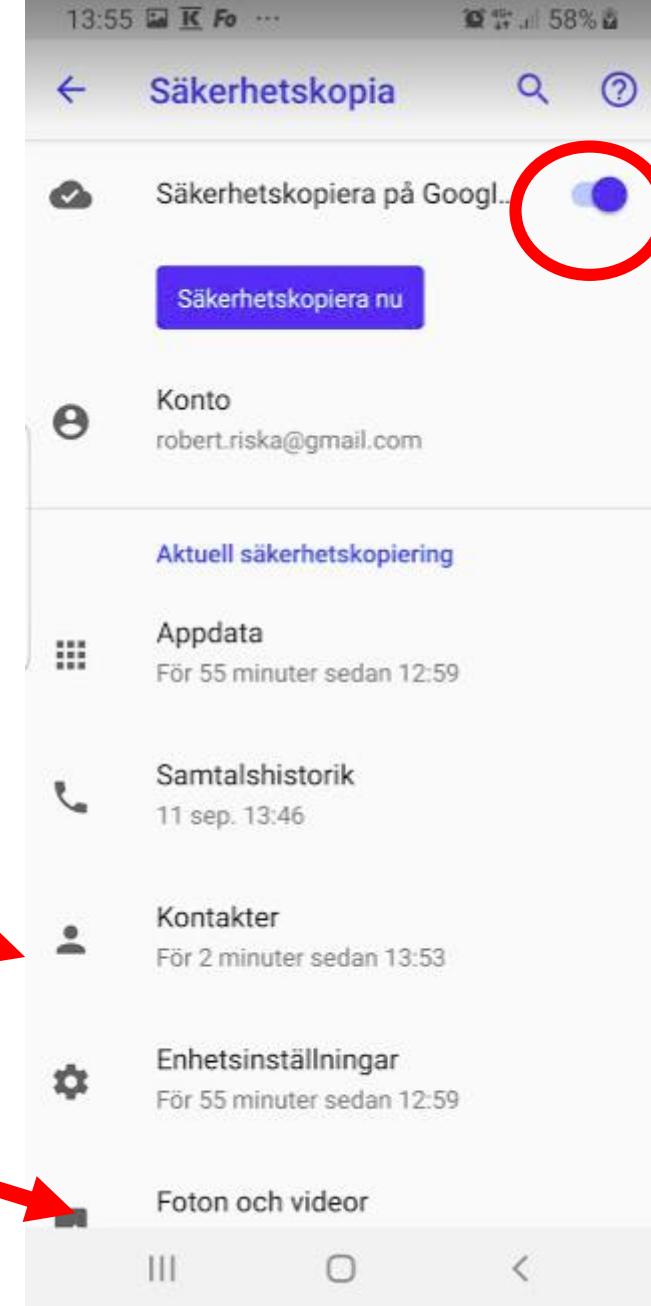 13:55 K Fo ... 4G+ 58%
Säkerhetskopia
Säkerhetskopiera på Googl..
Säkerhetskopiera nu
Konto
robert.riska@gmail.com
Aktuell säkerhetskopiering
Appdata
För 55 minuter sedan 12:59
Samtalshistorik
11 sep. 13:46
Kontakter
För 2 minuter sedan 13:53
Enhetsinställningar
För 55 minuter sedan 12:59
Foton och videor